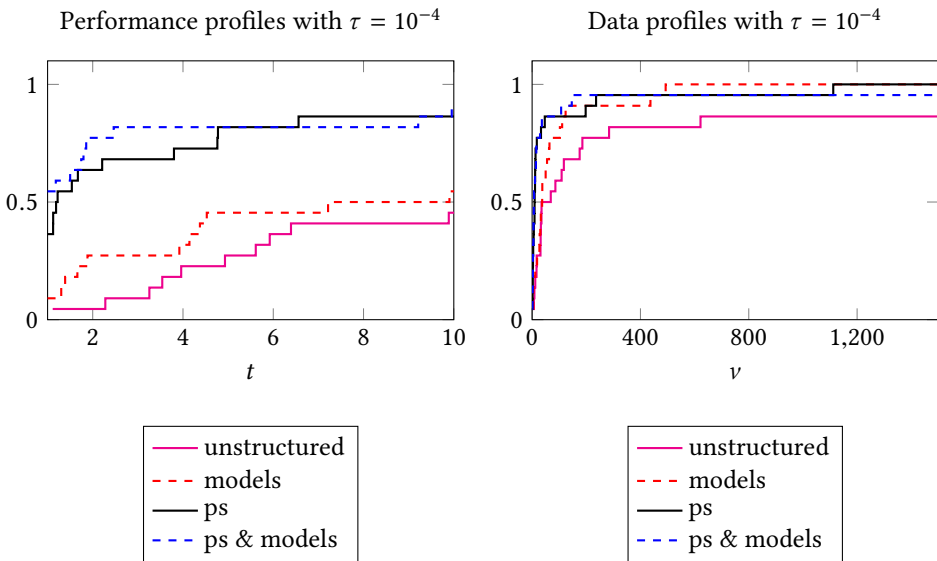 Performance profiles with τ = 10⁻⁴
1
0.5
0
2 4 6 8 10
t
unstructured
models
ps
ps & models
Data profiles with τ = 10⁻⁴
1
0.5
0
0 400 800 1,200
ν
unstructured
models
ps
ps & models